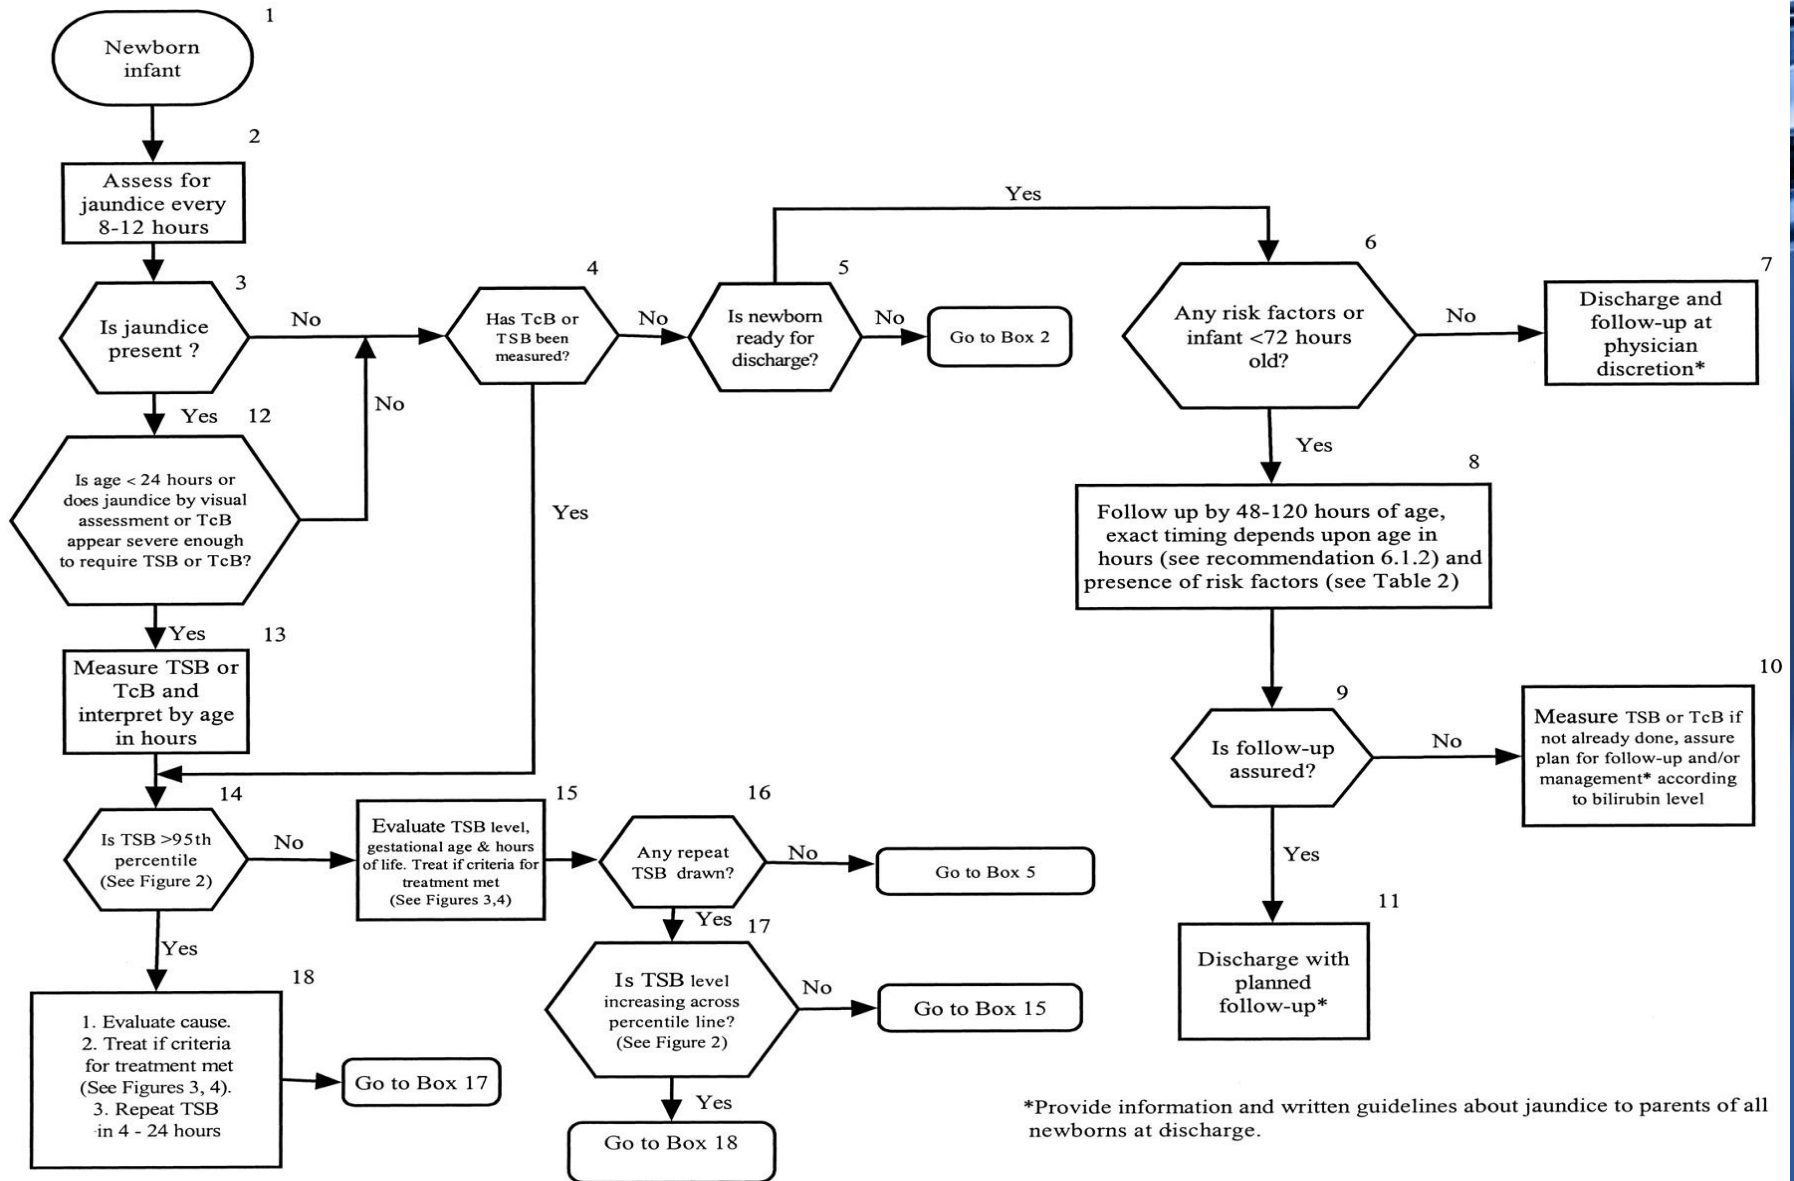 1
Newborn
infant
2
Assess for
jaundice every
8-12 hours
3
Is jaundice
present ?
No
Yes
4
Has TcB or
TSB been
measured?
No
Yes
5
Is newborn
ready for
discharge?
No
Go to Box 2
Yes
6
Any risk factors or
infant <72 hours
old?
No
7
Discharge and
follow-up at
physician
discretion*
Yes
8
Follow up by 48-120 hours of age,
exact timing depends upon age in
hours (see recommendation 6.1.2) and
presence of risk factors (see Table 2)
9
Is follow-up
assured?
No
10
Measure TSB or TcB if
not already done, assure
plan for follow-up and/or
management* according
to bilirubin level
Yes
11
Discharge with
planned
follow-up*
12
Is age < 24 hours or
does jaundice by visual
assessment or TcB
appear severe enough
to require TSB or TcB?
No
Yes
13
Measure TSB or
TcB and
interpret by age
in hours
14
Is TSB >95th
percentile
(See Figure 2)
No
Yes
15
Evaluate TSB level,
gestational age & hours
of life. Treat if criteria for
treatment met
(See Figures 3,4)
16
Any repeat
TSB drawn?
No
Go to Box 5
Yes
17
Is TSB level
increasing across
percentile line?
(See Figure 2)
No
Go to Box 15
Yes
Go to Box 18
18
1. Evaluate cause.
2. Treat if criteria
for treatment met
(See Figures 3, 4).
3. Repeat TSB
in 4 - 24 hours
Go to Box 17
*Provide information and written guidelines about jaundice to parents of all
newborns at discharge.